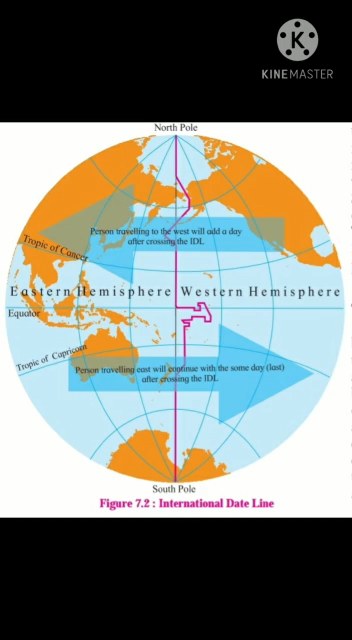 KINEMASTER
North Pole
Person travelling to the west will add a day
after crossing the IDL
Tropic of Cancer
Eastern Hemisphere Western Hemisphere
Equator
Tropic of Capricorn
Person travelling east will continue with the some day (last)
after crossing the IDL
South Pole
Figure 7.2 : International Date Line